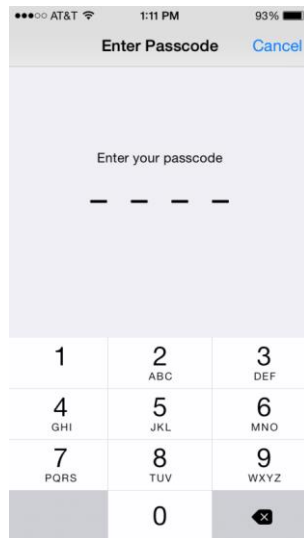 AT&T 1:11 PM 93%
Enter Passcode Cancel
Enter your passcode
1 2 3
ABC DEF
4 5 6
GHI JKL MNO
7 8 9
PQRS TUV WXYZ
0